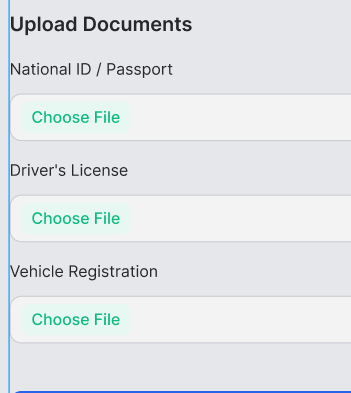 Upload Documents
National ID / Passport
Choose File
Driver's License
Choose File
Vehicle Registration
Choose File